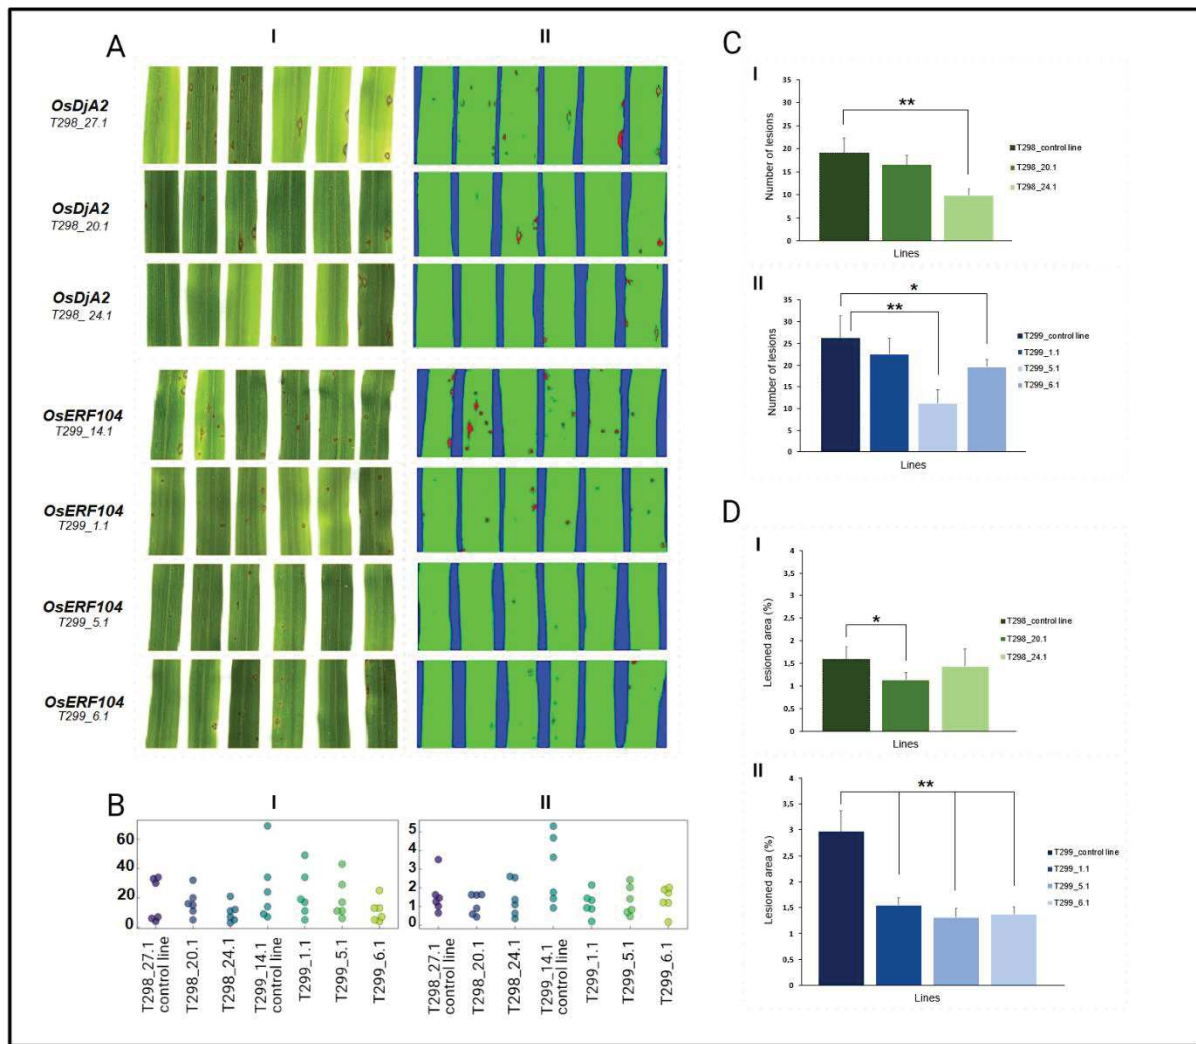 A
I
II
OsDjA2
T298_27.1
OsDjA2
T298_20.1
OsDjA2
T298_ 24.1
OsERF104
T299_14.1
OsERF104
T299_1.1
OsERF104
T299_5.1
OsERF104
T299_6.1
B
I
II
60
40
20
0
5
4
3
2
1
0
T298_27.1
control line
T298_20.1
T298_24.1
T299_14.1
control line
T299_1.1
T299_5.1
T299_6.1
T298_27.1
control line
T298_20.1
T298_24.1
T299_14.1
control line
T299_1.1
T299_5.1
T299_6.1
C
I
Number of lesions
35
30
25
20
15
10
5
0
**
Lines
T298_control line
T298_20.1
T298_24.1
II
Number of lesions
35
30
25
20
15
10
5
0
*
**
Lines
T299_control line
T299_1.1
T299_5.1
T299_6.1
D
I
Lesioned area (%)
4
3,5
3
2,5
2
1,5
1
0,5
0
*
Lines
T298_control line
T298_20.1
T298_24.1
II
Lesioned area (%)
4
3,5
3
2,5
2
1,5
1
0,5
0
**
Lines
T299_control line
T299_1.1
T299_5.1
T299_6.1